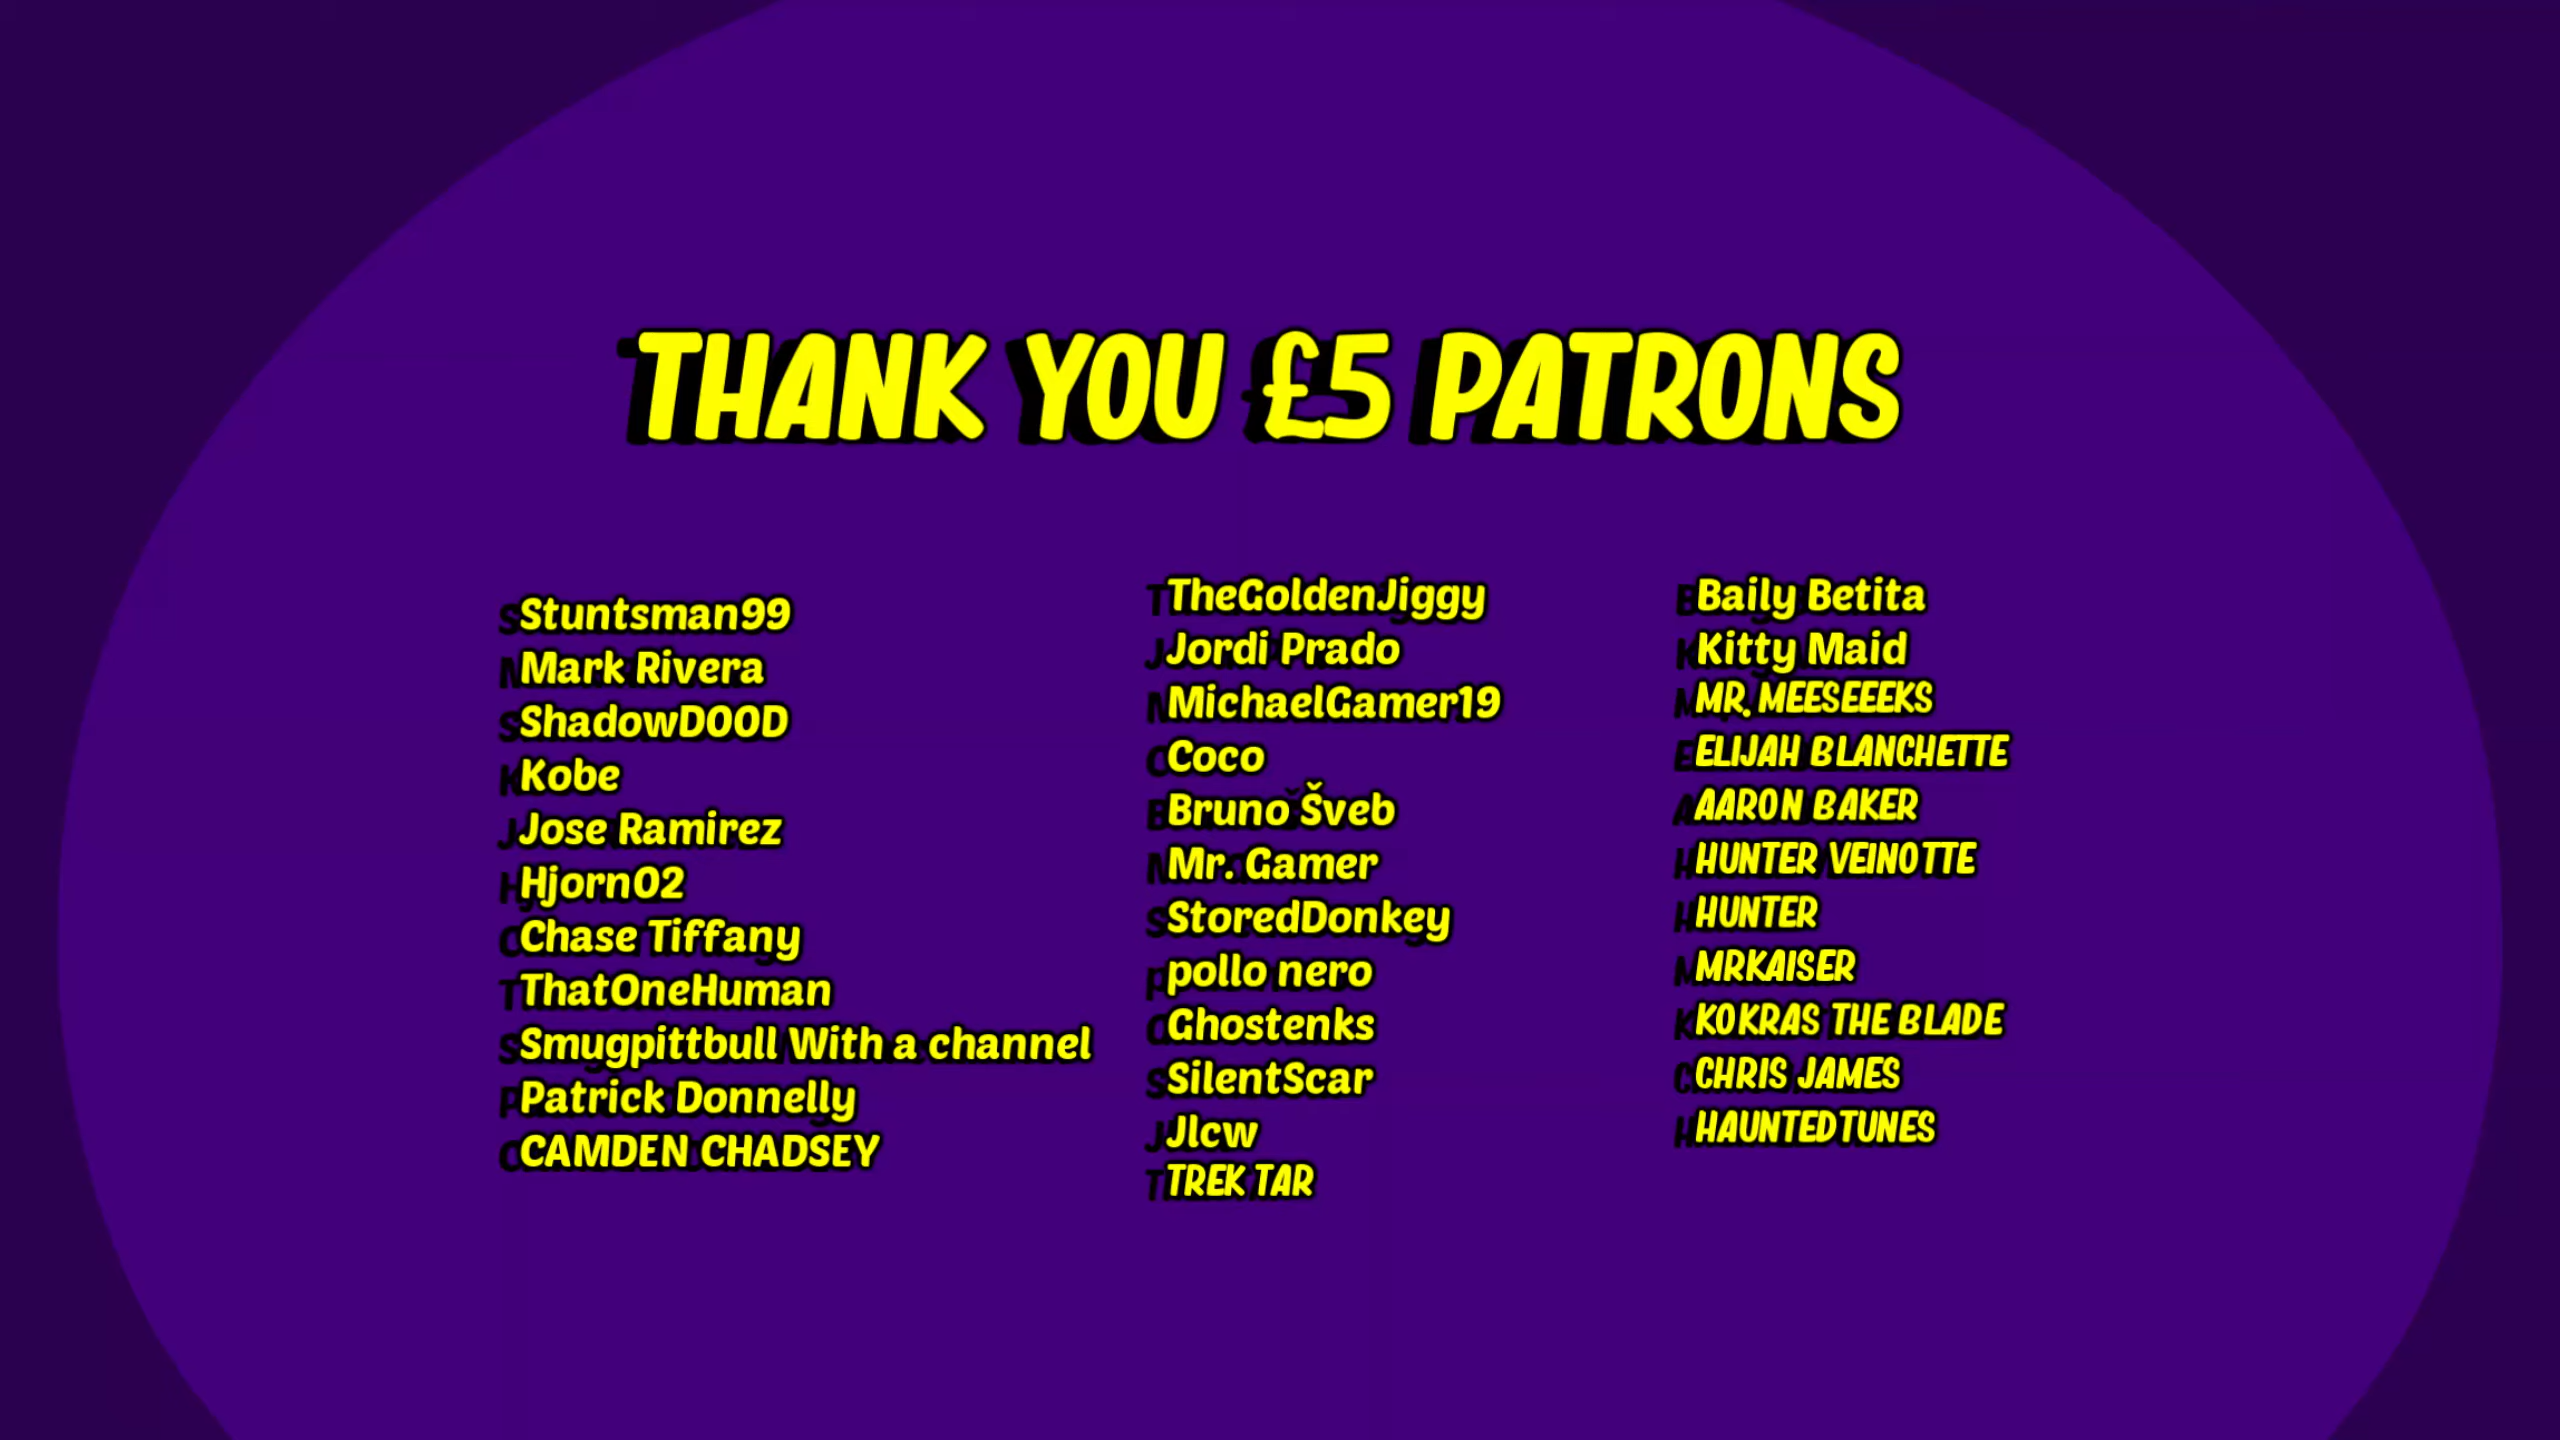 THANK YOU £5 PATRONS
Stuntsman99
Mark Rivera
ShadowDOOD
Kobe
Jose Ramirez
Hjorn02
Chase Tiffany
ThatOneHuman
Smugpittbull With a channel
Patrick Donnelly
CAMDEN CHADSEY
TheGoldenJiggy
Jordi Prado
MichaelGamer19
Coco
Bruno Šveb
Mr. Gamer
StoredDonkey
pollo nero
Ghostenks
SilentScar
Jlcw
TREK TAR
Baily Betita
Kitty Maid
MR. MEESEEEKS
ELIJAH BLANCHETTE
AARON BAKER
HUNTER VEINOTTE
HUNTER
MRKAISER
KOKRAS THE BLADE
CHRIS JAMES
HAUNTEDTUNES